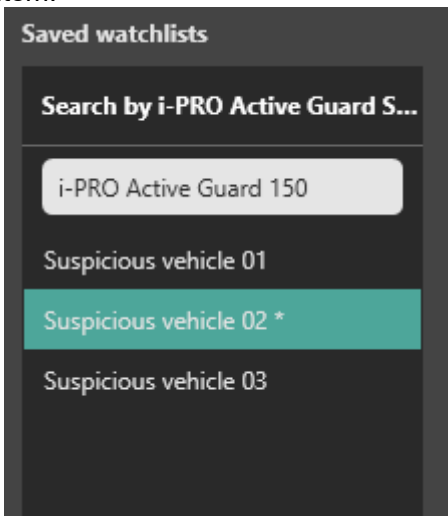 Saved watchlists
Search by i-PRO Active Guard S...
i-PRO Active Guard 150
Suspicious vehicle 01
Suspicious vehicle 02 *
Suspicious vehicle 03